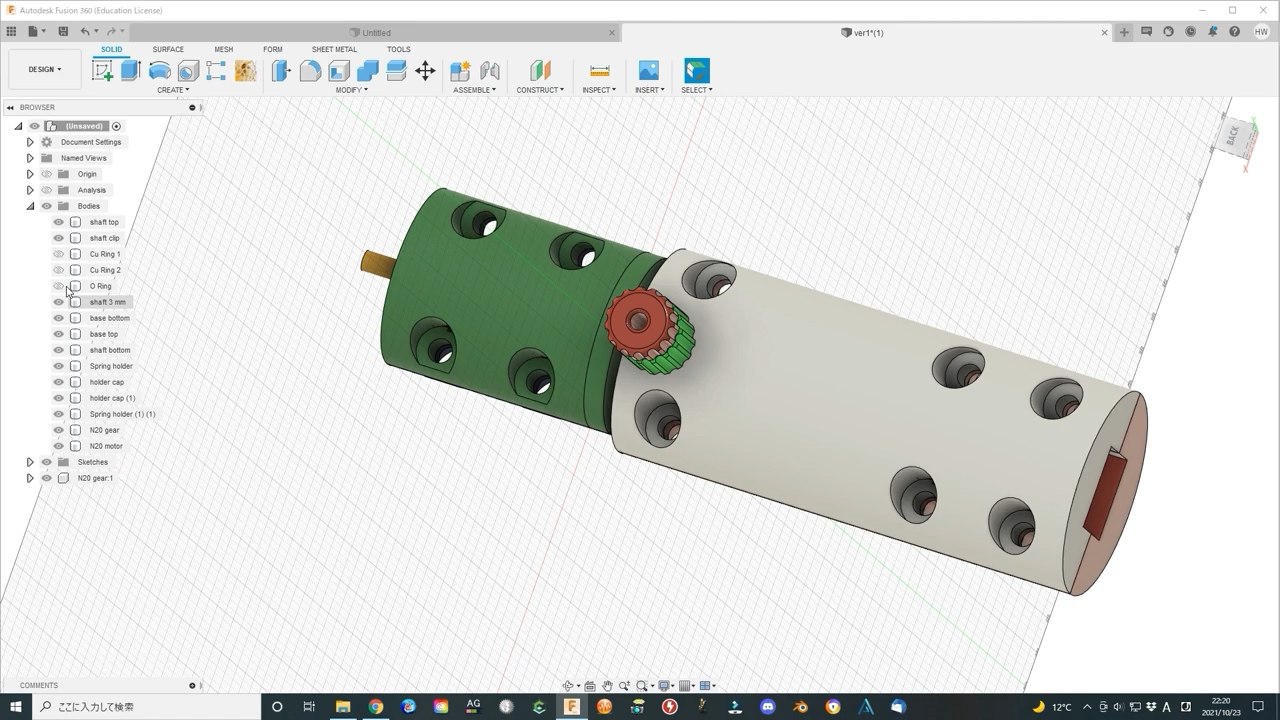 Autodesk Fusion 360 (Education License)
Untitled
ver1*(1)
HW
DESIGN
SOLID
SURFACE
MESH
FORM
SHEET METAL
TOOLS
CREATE
MODIFY
ASSEMBLE
CONSTRUCT
INSPECT
INSERT
SELECT
BROWSER
(Unsaved)
Document Settings
Named Views
Origin
Analysis
Bodies
shaft top
shaft clip
Cu Ring 1
Cu Ring 2
O Ring
shaft 3 mm
base bottom
base top
shaft bottom
Spring holder
holder cap
holder cap (1)
Spring holder (1) (1)
N20 gear
N20 motor
Sketches
N20 gear:1
BACK
Z
X
COMMENTS
ここに入力して検索
AG
F
12°C
A
22:20
2021/10/23